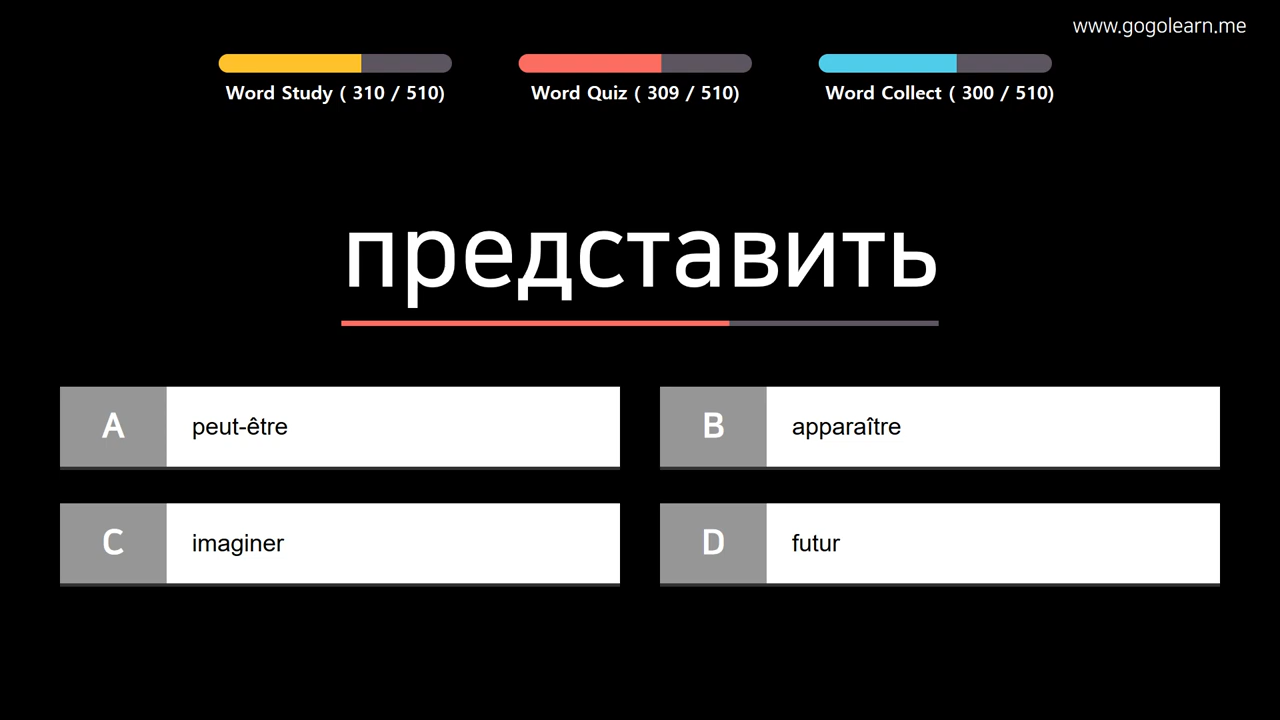 www.gogolearn.me
Word Study ( 310 / 510)
Word Quiz ( 309 / 510)
Word Collect ( 300 / 510)
представить
A peut-être
B apparaître
C imaginer
D futur